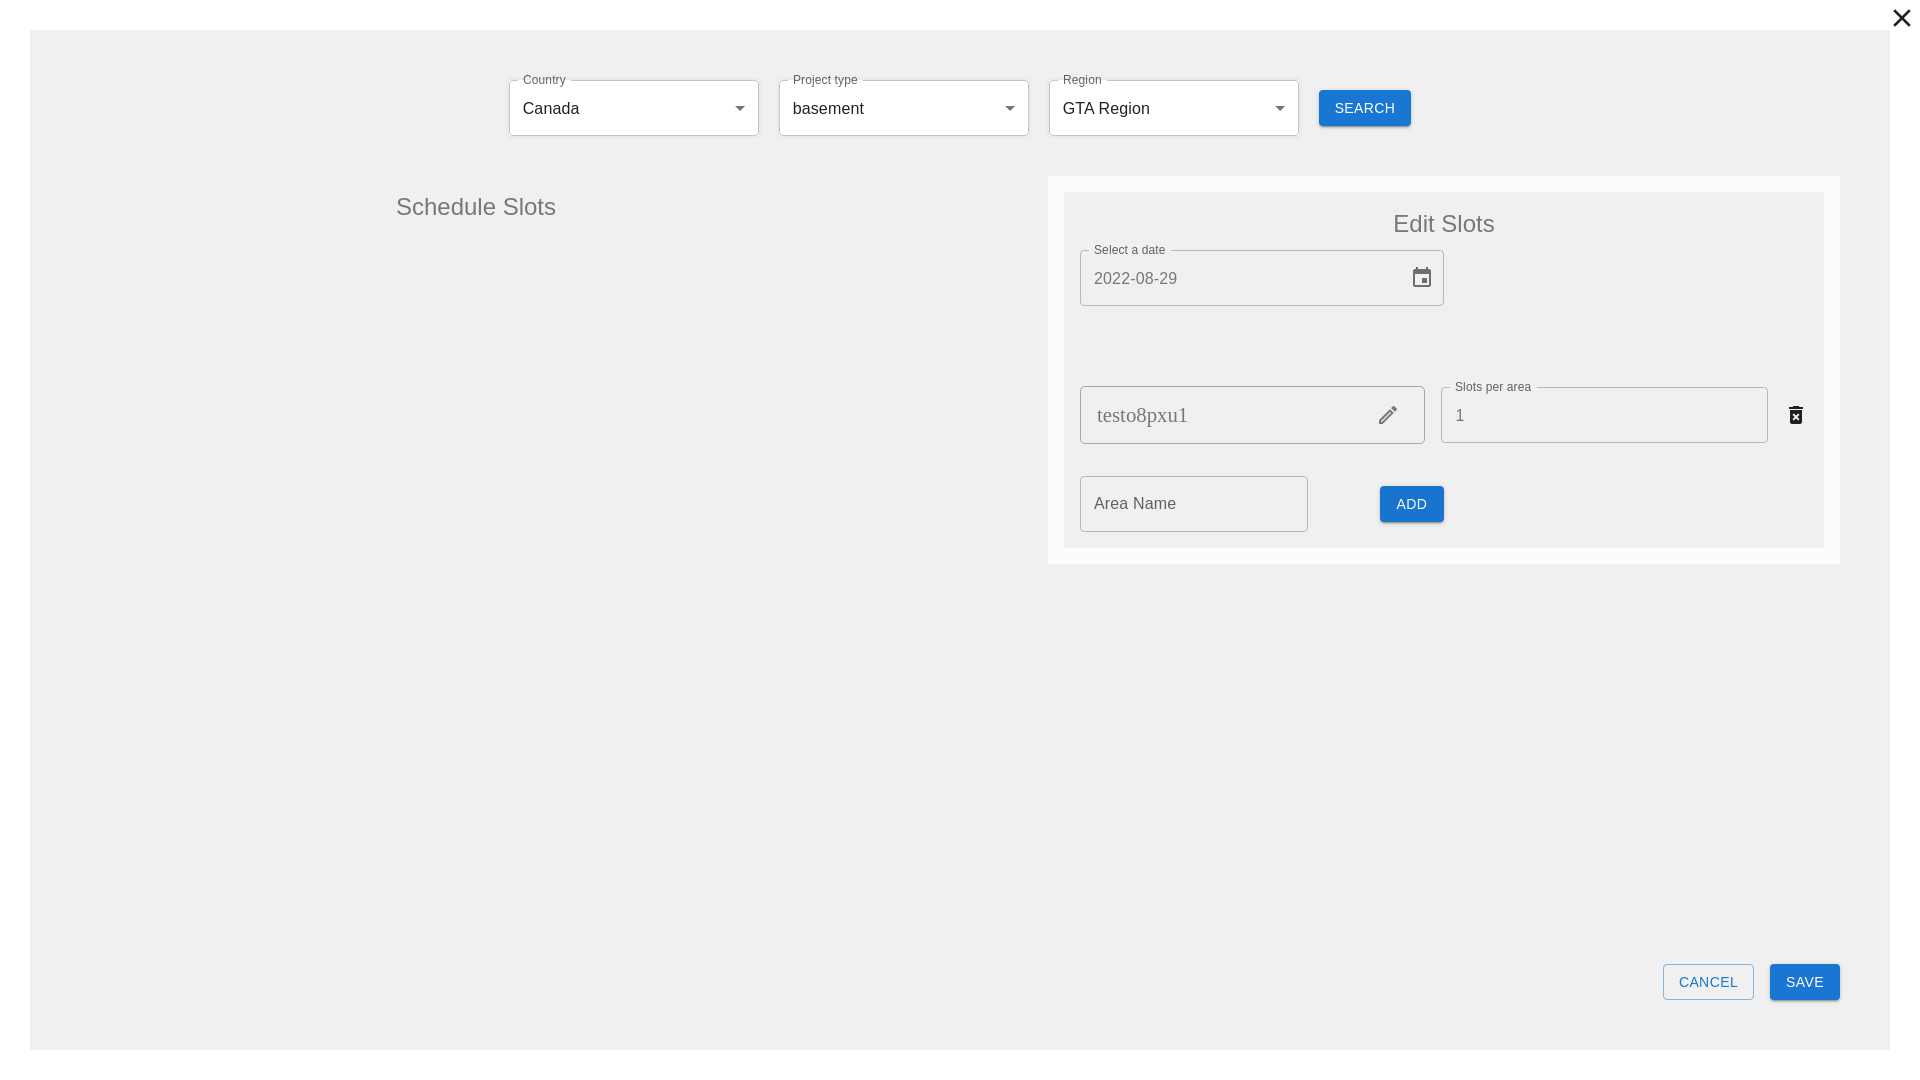 Country
Canada
Project type
basement
Region
GTA Region
SEARCH
Schedule Slots
Edit Slots
Select a date
2022-08-29
testo8pxu1
Slots per area
1
Area Name
ADD
CANCEL
SAVE